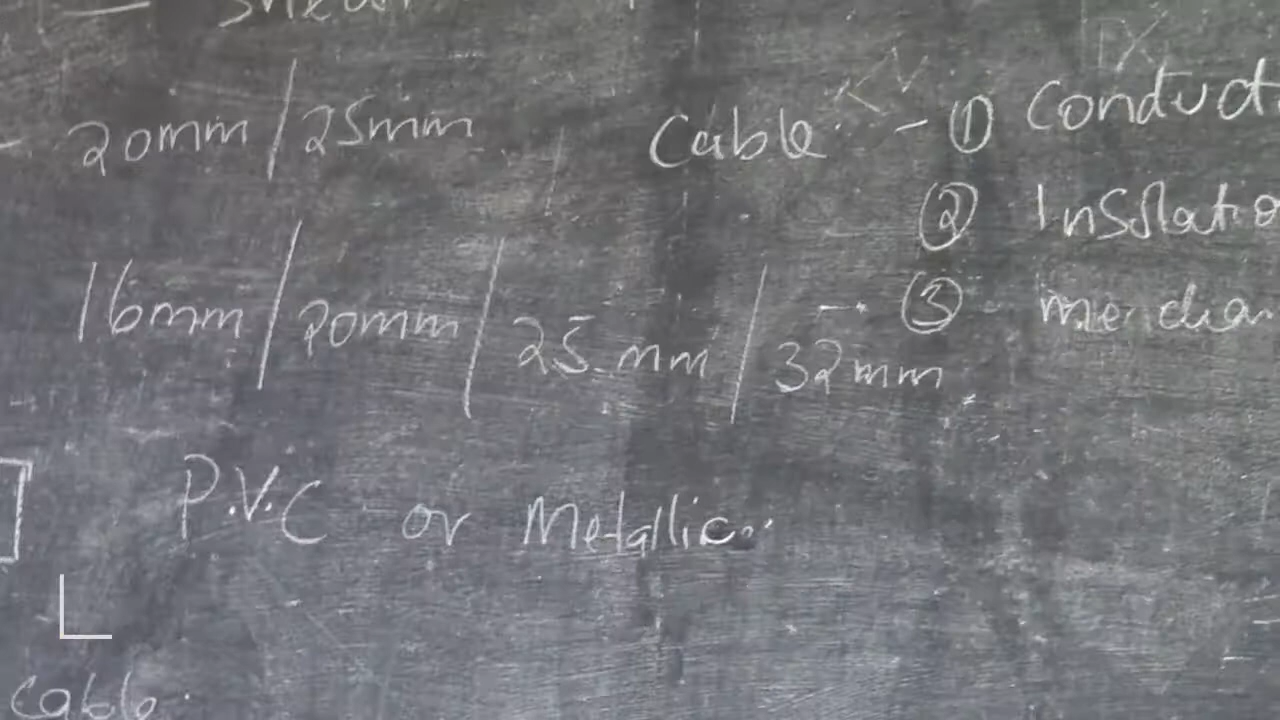 20mm/25mm
Cable - ① Conduct
② Insolatio
16mm/20mm/25mm/32mm
- ③ mechan
P.V.C or Metallic
Cable